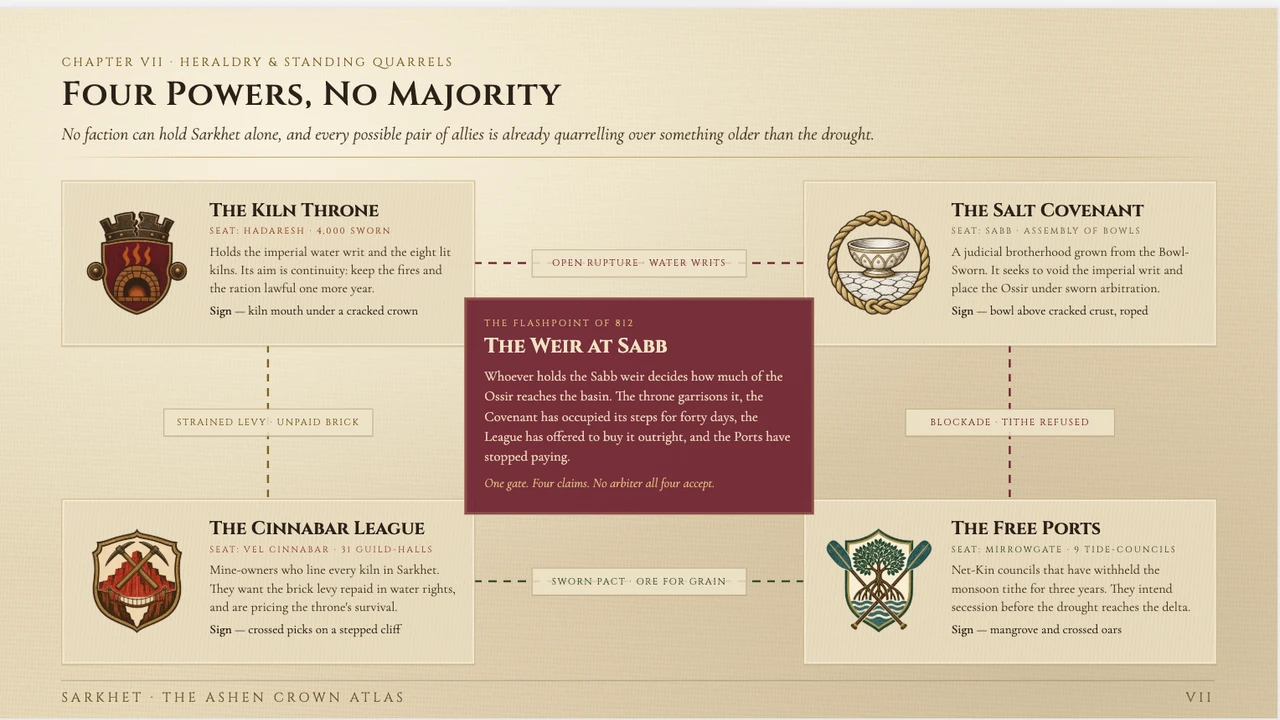 CHAPTER VII · HERALDRY & STANDING QUARRELS
FOUR POWERS, NO MAJORITY
No faction can hold Sarkhet alone, and every possible pair of allies is already quarrelling over something older than the drought.
THE KILN THRONE
SEAT: HADARESH · 4,000 SWORN
Holds the imperial water writ and the eight lit
kilns. Its aim is continuity: keep the fires and
the ration lawful one more year.
Sign — kiln mouth under a cracked crown
OPEN RUPTURE · WATER WRITS
THE SALT COVENANT
SEAT: SABB · ASSEMBLY OF BOWLS
A judicial brotherhood grown from the Bowl-
Sworn. It seeks to void the imperial writ and
place the Ossir under sworn arbitration.
Sign — bowl above cracked crust, roped
THE FLASHPOINT OF 812
THE WEIR AT SABB
Whoever holds the Sabb weir decides how much of the
Ossir reaches the basin. The throne garrisons it, the
Covenant has occupied its steps for forty days, the
League has offered to buy it outright, and the Ports have
stopped paying.
One gate. Four claims. No arbiter all four accept.
STRAINED LEVY · UNPAID BRICK
BLOCKADE · TITHE REFUSED
THE CINNABAR LEAGUE
SEAT: VEL CINNABAR · 31 GUILD-HALLS
Mine-owners who line every kiln in Sarkhet.
They want the brick levy repaid in water rights,
and are pricing the throne's survival.
Sign — crossed picks on a stepped cliff
SWORN PACT · ORE FOR GRAIN
THE FREE PORTS
SEAT: MIRROWGATE · 9 TIDE-COUNCILS
Net-Kin councils that have withheld the
monsoon tithe for three years. They intend
secession before the drought reaches the delta.
Sign — mangrove and crossed oars
SARKHET · THE ASHEN CROWN ATLAS
VII